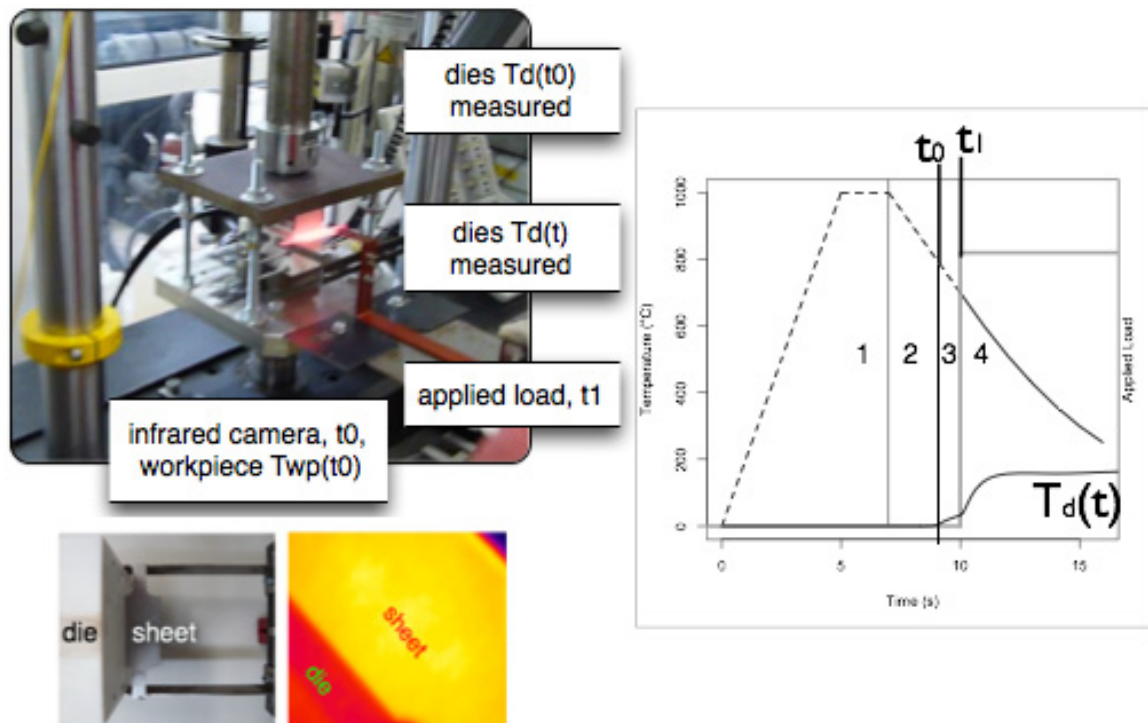 dies Td(t0)
measured
dies Td(t)
measured
applied load, t1
infrared camera, t0,
workpiece Twp(t0)
die
sheet
sheet
die
t0
t1
Temperature (°C)
1000
800
600
400
200
0
1
2
3
4
Td(t)
Applied Load
0
5
10
15
Time (s)